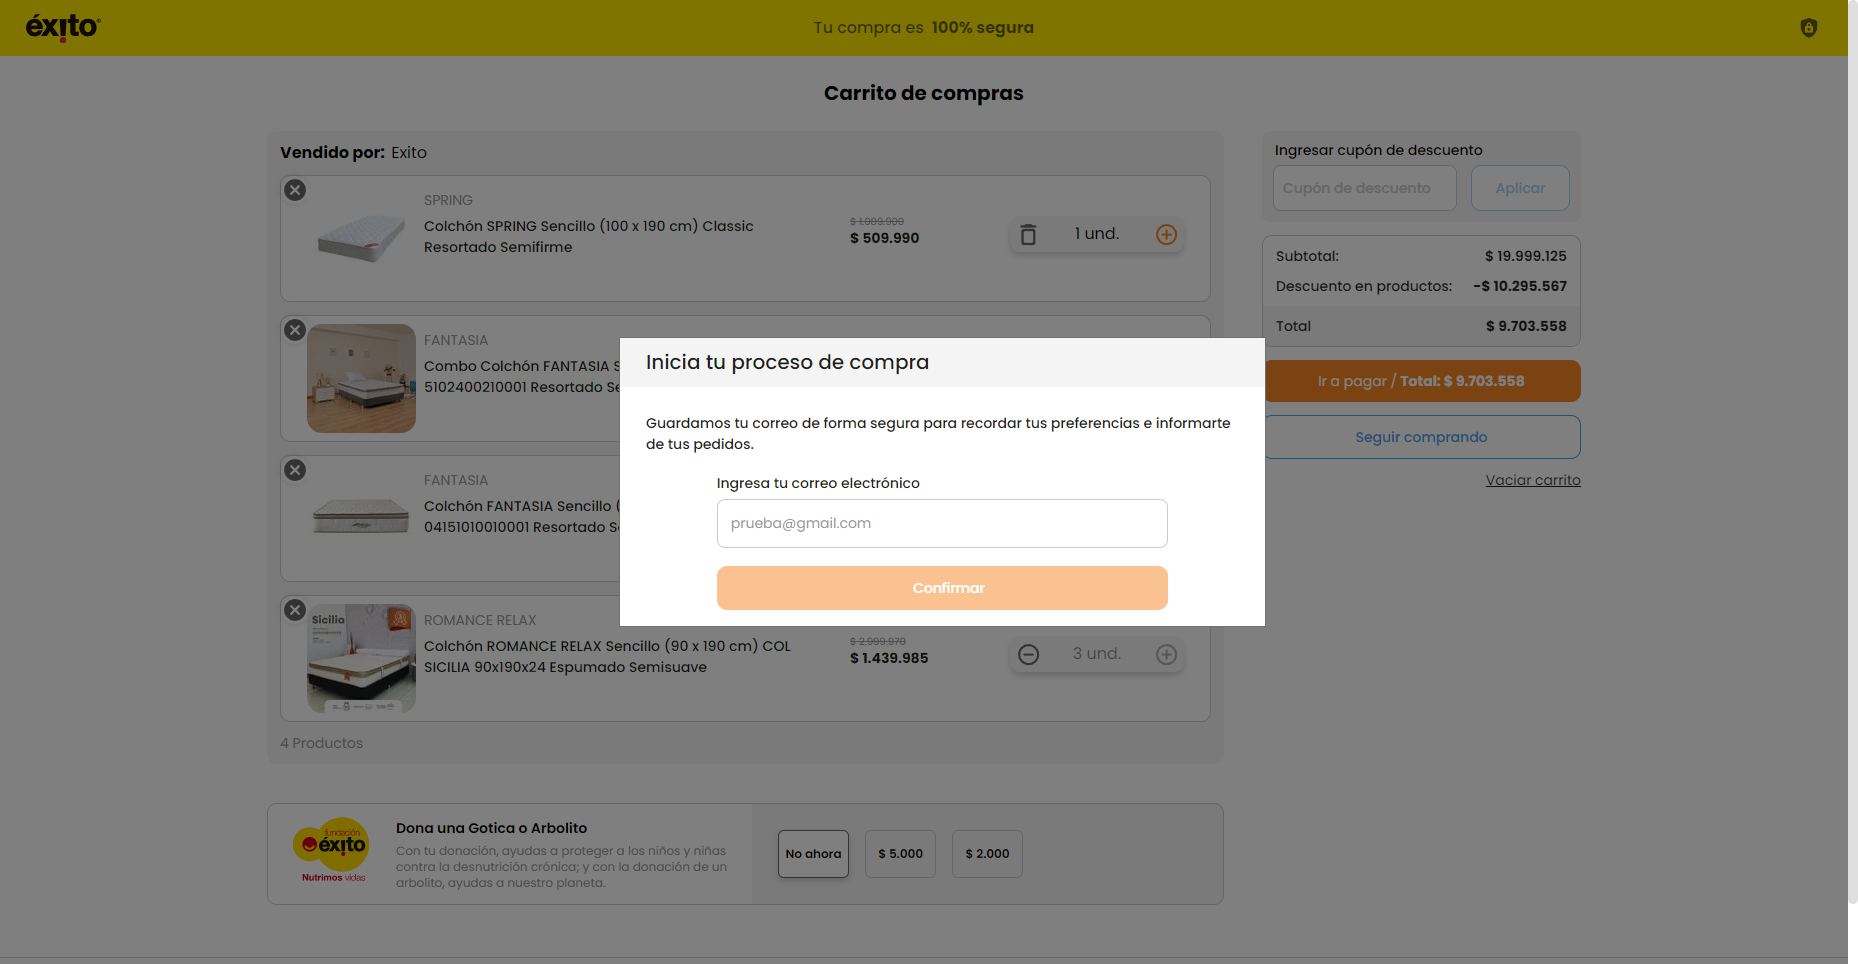 éxito
Tu compra es 100% segura
Carrito de compras
Vendido por: Exito
SPRING
Colchón SPRING Sencillo (100 x 190 cm) Classic
Resortado Semifirme
$ 1.089.900
$ 509.990
1 und.
FANTASIA
Combo Colchón FANTASIA S
5102400210001 Resortado Se
FANTASIA
Colchón FANTASIA Sencillo (
04151010010001 Resortado S
Sicilia
ROMANCE RELAX
Colchón ROMANCE RELAX Sencillo (90 x 190 cm) COL
SICILIA 90x190x24 Espumado Semisuave
$ 2.999.970
$ 1.439.985
3 und.
4 Productos
Ingresar cupón de descuento
Cupón de descuento
Aplicar
Subtotal: $ 19.999.125
Descuento en productos: -$ 10.295.567
Total $ 9.703.558
Ir a pagar / Total: $ 9.703.558
Seguir comprando
Vaciar carrito
Inicia tu proceso de compra
Guardamos tu correo de forma segura para recordar tus preferencias e informarte
de tus pedidos.
Ingresa tu correo electrónico
prueba@gmail.com
Confirmar
fundación
éxito
Nutrimos vidas
Dona una Gotica o Arbolito
Con tu donación, ayudas a proteger a los niños y niñas
contra la desnutrición crónica; y con la donación de un
arbolito, ayudas a nuestro planeta.
No ahora
$ 5.000
$ 2.000